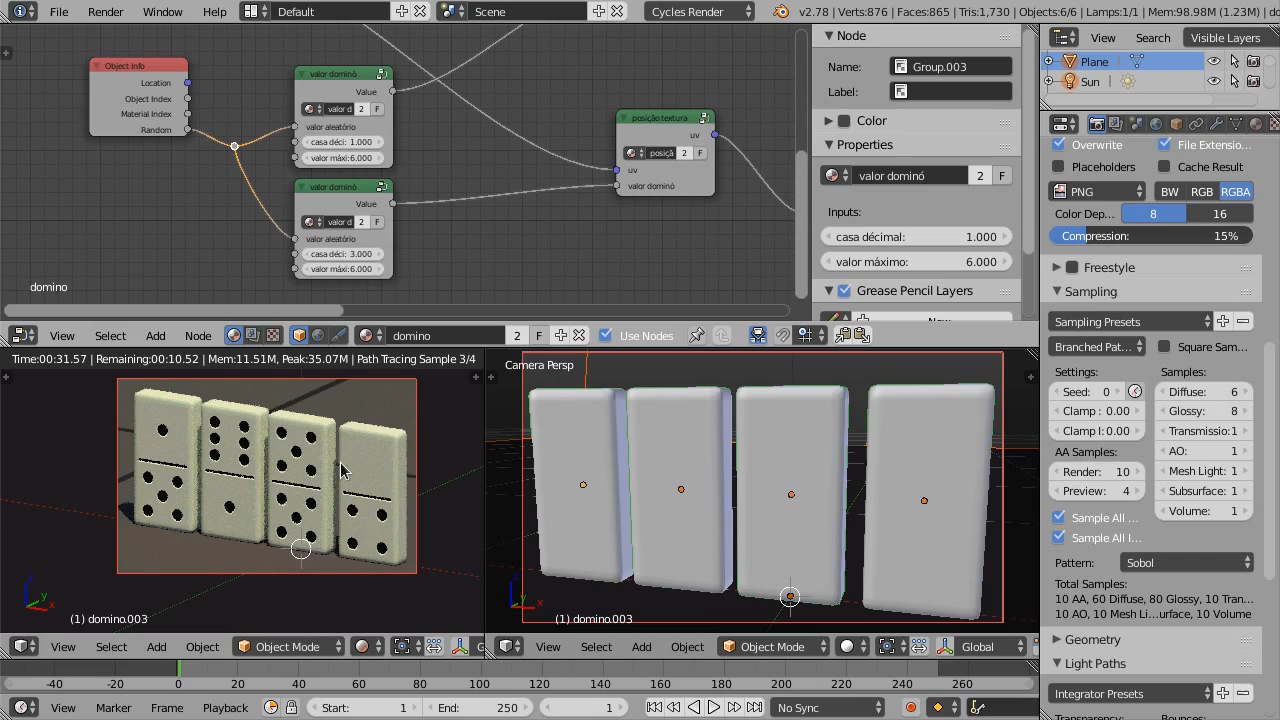 File
Render
Window
Help
Default
Scene
Cycles Render
v2.78 | Verts:876 | Faces:865 | Tris:1,730 | Objects:6/6 | Lamps:1/1 | Mem:98.98M (1.23M) | do
Object Info
Location
Object Index
Material Index
Random
valor dominó
Value
valor d 2 F
valor aleatório
casa déci: 1.000
valor máxi:6.000
valor dominó
Value
valor d 2 F
valor aleatório
casa déci: 3.000
valor máxi:6.000
posição textura
uv
posiçã 2 F
uv
valor dominó
domino
Node
Name: Group.003
Label:
Color
Properties
valor dominó 2 F
Inputs:
casa décimal: 1.000
valor máximo: 6.000
Grease Pencil Layers
View Search Visible Layers
Plane
Sun
Overwrite File Extensio...
Placeholders Cache Result
PNG BW RGB RGBA
Color Dep... 8 16
Compression: 15%
Freestyle
Sampling
Sampling Presets
Branched Pat... Square Sam...
Settings: Samples:
Seed: 0 Diffuse: 6
Clamp : 0.00 Glossy: 8
Clamp I: 0.00 Transmissio:1
AA Samples: AO: 1
Render: 10 Mesh Light: 1
Preview: 4 Subsurface: 1
Sample All ... Volume: 1
Sample All I...
Pattern: Sobol
Total Samples:
10 AA, 60 Diffuse, 80 Glossy, 10 Tran...
10 AO, 10 Mesh Li...urface, 10 Volume
Geometry
Light Paths
Integrator Presets
View Select Add Node domino 2 F Use Nodes
Time:00:31.57 | Remaining:00:10.52 | Mem:11.51M, Peak:35.07M | Path Tracing Sample 3/4
Camera Persp
z
y
x
(1) domino.003
z
y
x
(1) domino.003
View Select Add Object Object Mode G
View Select Add Object Object Mode Global
-40 -20 0 20 40 60 80 100 120 140 160 180 200 220 240 260
View Marker Frame Playback Start: 1 End: 250 1 No Sync